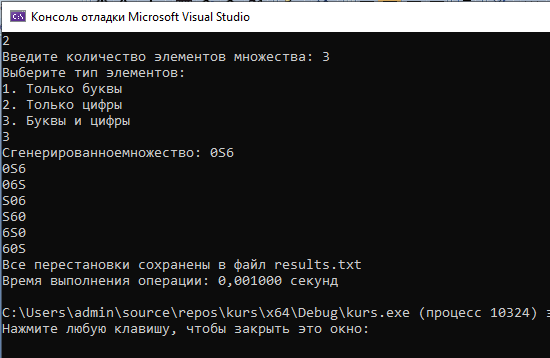 Консоль отладки Microsoft Visual Studio
2
Введите количество элементов множества: 3
Выберите тип элементов:
1. Только буквы
2. Только цифры
3. Буквы и цифры
3
Сгенерированноемножество: 0S6
0S6
06S
S06
S60
6S0
60S
Все перестановки сохранены в файл results.txt
Время выполнения операции: 0,001000 секунд
C:\Users\admin\source\repos\kurs\x64\Debug\kurs.exe (процесс 10324)
Нажмите любую клавишу, чтобы закрыть это окно: